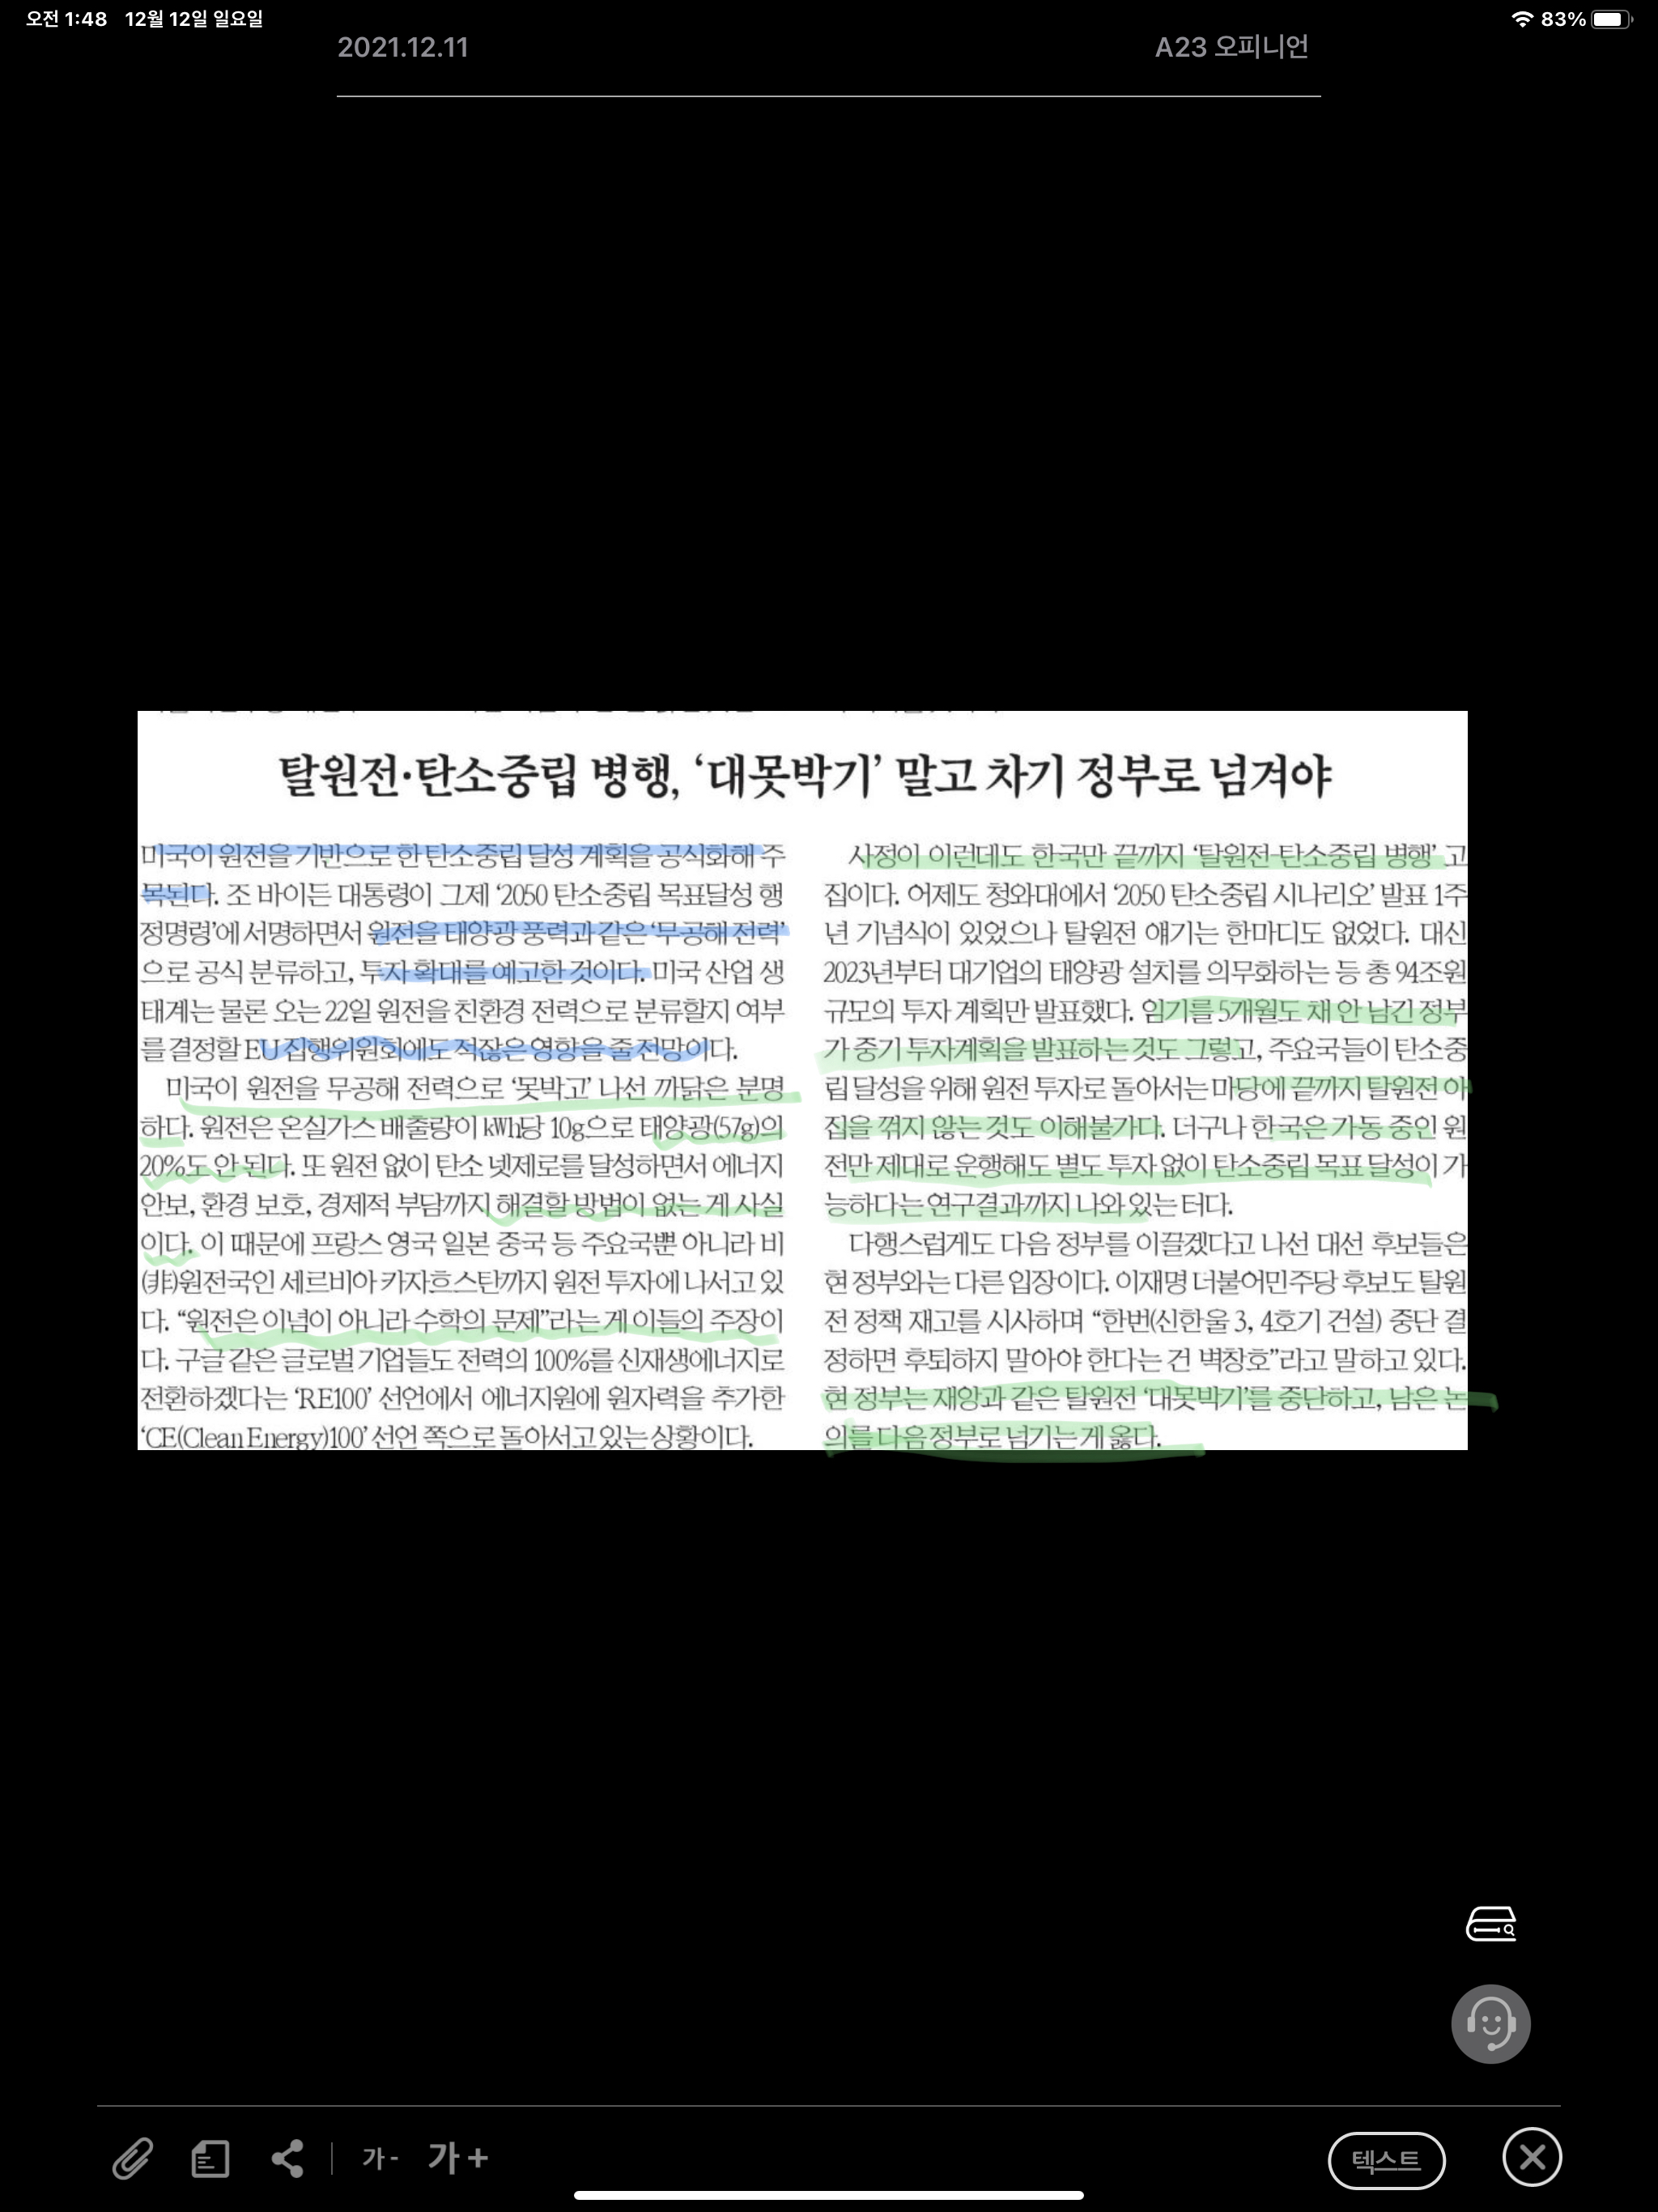 오전 1:48 12월 12일 일요일 83%
2021.12.11 A23 오피니언
탈원전·탄소중립 병행, ‘대못박기’ 말고 차기 정부로 넘겨야
미국이 원전을 기반으로 한 탄소중립 달성 계획을 공식화해 주
목된다. 조 바이든 대통령이 그제 ‘2050 탄소중립 목표달성 행
정명령’에 서명하면서 원전을 태양광 풍력과 같은 ‘무공해 전력’
으로 공식 분류하고, 투자 확대를 예고한 것이다. 미국 산업 생
태계는 물론 오는 22일 원전을 친환경 전력으로 분류할지 여부
를 결정할 EU 집행위원회에도 적잖은 영향을 줄 전망이다.
미국이 원전을 무공해 전력으로 ‘못박고’ 나선 까닭은 분명
하다. 원전은 온실가스 배출량이 kWh당 10g으로 태양광(57g)의
20%도 안 된다. 또 원전 없이 탄소 넷제로를 달성하면서 에너지
안보, 환경 보호, 경제적 부담까지 해결할 방법이 없는 게 사실
이다. 이 때문에 프랑스 영국 일본 중국 등 주요국뿐 아니라 비
(非)원전국인 세르비아 카자흐스탄까지 원전 투자에 나서고 있
다. “원전은 이념이 아니라 수학의 문제”라는 게 이들의 주장이
다. 구글 같은 글로벌 기업들도 전력의 100%를 신재생에너지로
전환하겠다는 ‘RE100’ 선언에서 에너지원에 원자력을 추가한
‘CE(Clean Energy)100’ 선언 쪽으로 돌아서고 있는 상황이다.
사정이 이런데도 한국만 끝까지 ‘탈원전-탄소중립 병행’ 고
집이다. 어제도 청와대에서 ‘2050 탄소중립 시나리오’ 발표 1주
년 기념식이 있었으나 탈원전 얘기는 한마디도 없었다. 대신
2023년부터 대기업의 태양광 설치를 의무화하는 등 총 94조원
규모의 투자 계획만 발표했다. 임기를 5개월도 채 안 남긴 정부
가 중기 투자계획을 발표하는 것도 그렇고, 주요국들이 탄소중
립 달성을 위해 원전 투자로 돌아서는 마당에 끝까지 탈원전 아
집을 꺾지 않는 것도 이해불가다. 더구나 한국은 가동 중인 원
전만 제대로 운행해도 별도 투자 없이 탄소중립 목표 달성이 가
능하다는 연구결과까지 나와 있는 터다.
다행스럽게도 다음 정부를 이끌겠다고 나선 대선 후보들은
현 정부와는 다른 입장이다. 이재명 더불어민주당 후보도 탈원
전 정책 재고를 시사하며 “한번(신한울 3, 4호기 건설) 중단 결
정하면 후퇴하지 말아야 한다는 건 벽창호”라고 말하고 있다.
현 정부는 재앙과 같은 탈원전 ‘대못박기’를 중단하고, 남은 논
의를 다음 정부로 넘기는 게 옳다.
가- 가+ 텍스트